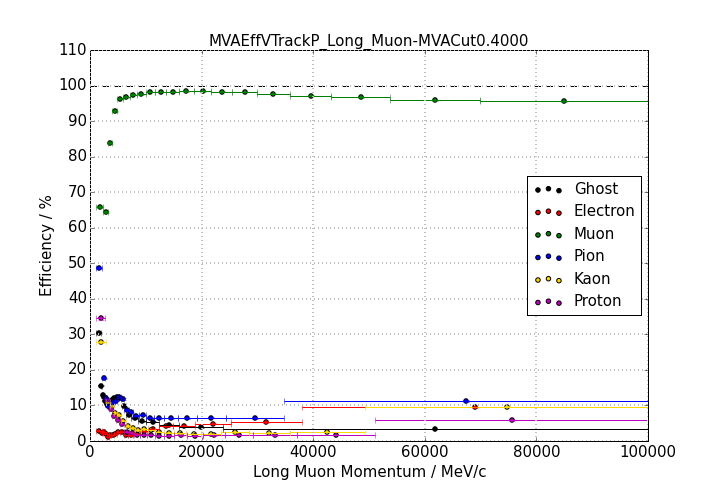 MVAEffVTrackP_Long_Muon-MVACut0.4000
110
100
90
80
70
60
50
40
30
20
10
0
Efficiency / %
Ghost
Electron
Muon
Pion
Kaon
Proton
0 20000 40000 60000 80000 100000
Long Muon Momentum / MeV/c